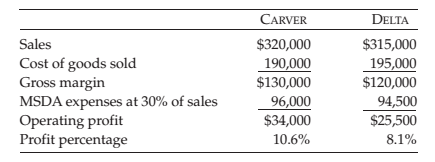 CARVER DELTA
Sales $320,000 $315,000
Cost of goods sold 190,000 195,000
Gross margin $130,000 $120,000
MSDA expenses at 30% of sales 96,000 94,500
Operating profit $34,000 $25,500
Profit percentage 10.6% 8.1%